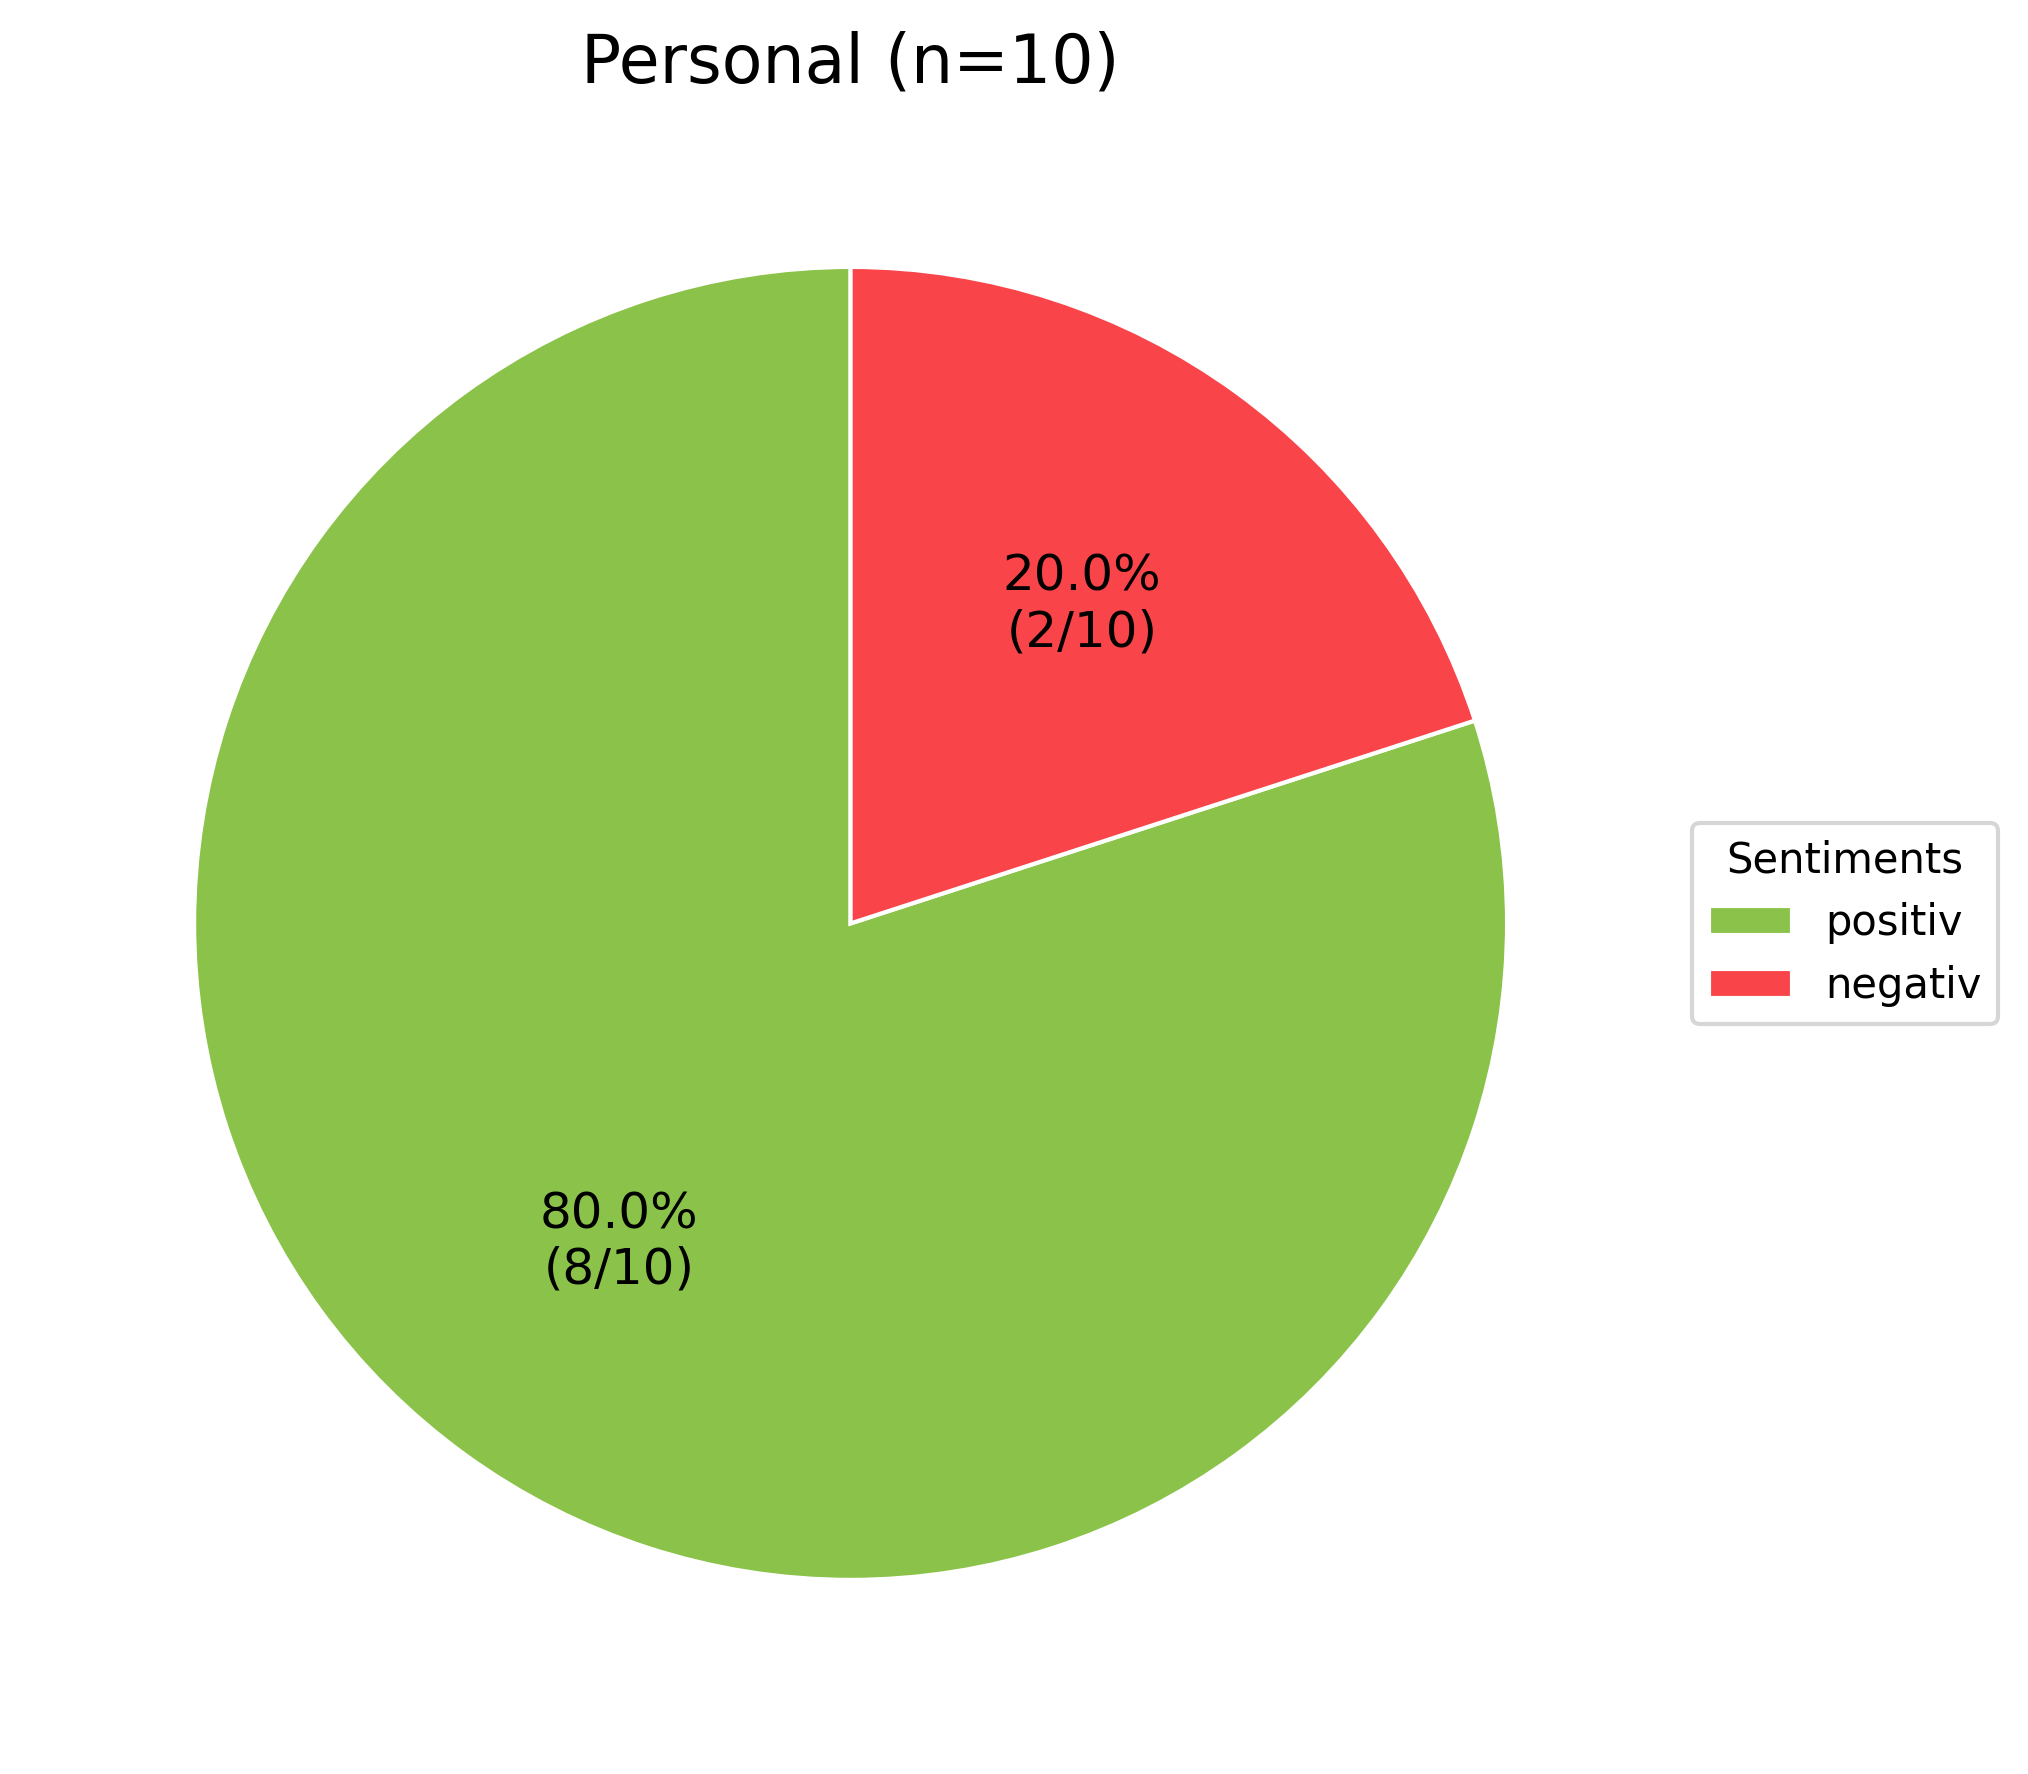 Personal (n=10)
20.0%
(2/10)
80.0%
(8/10)
Sentiments
positiv
negativ